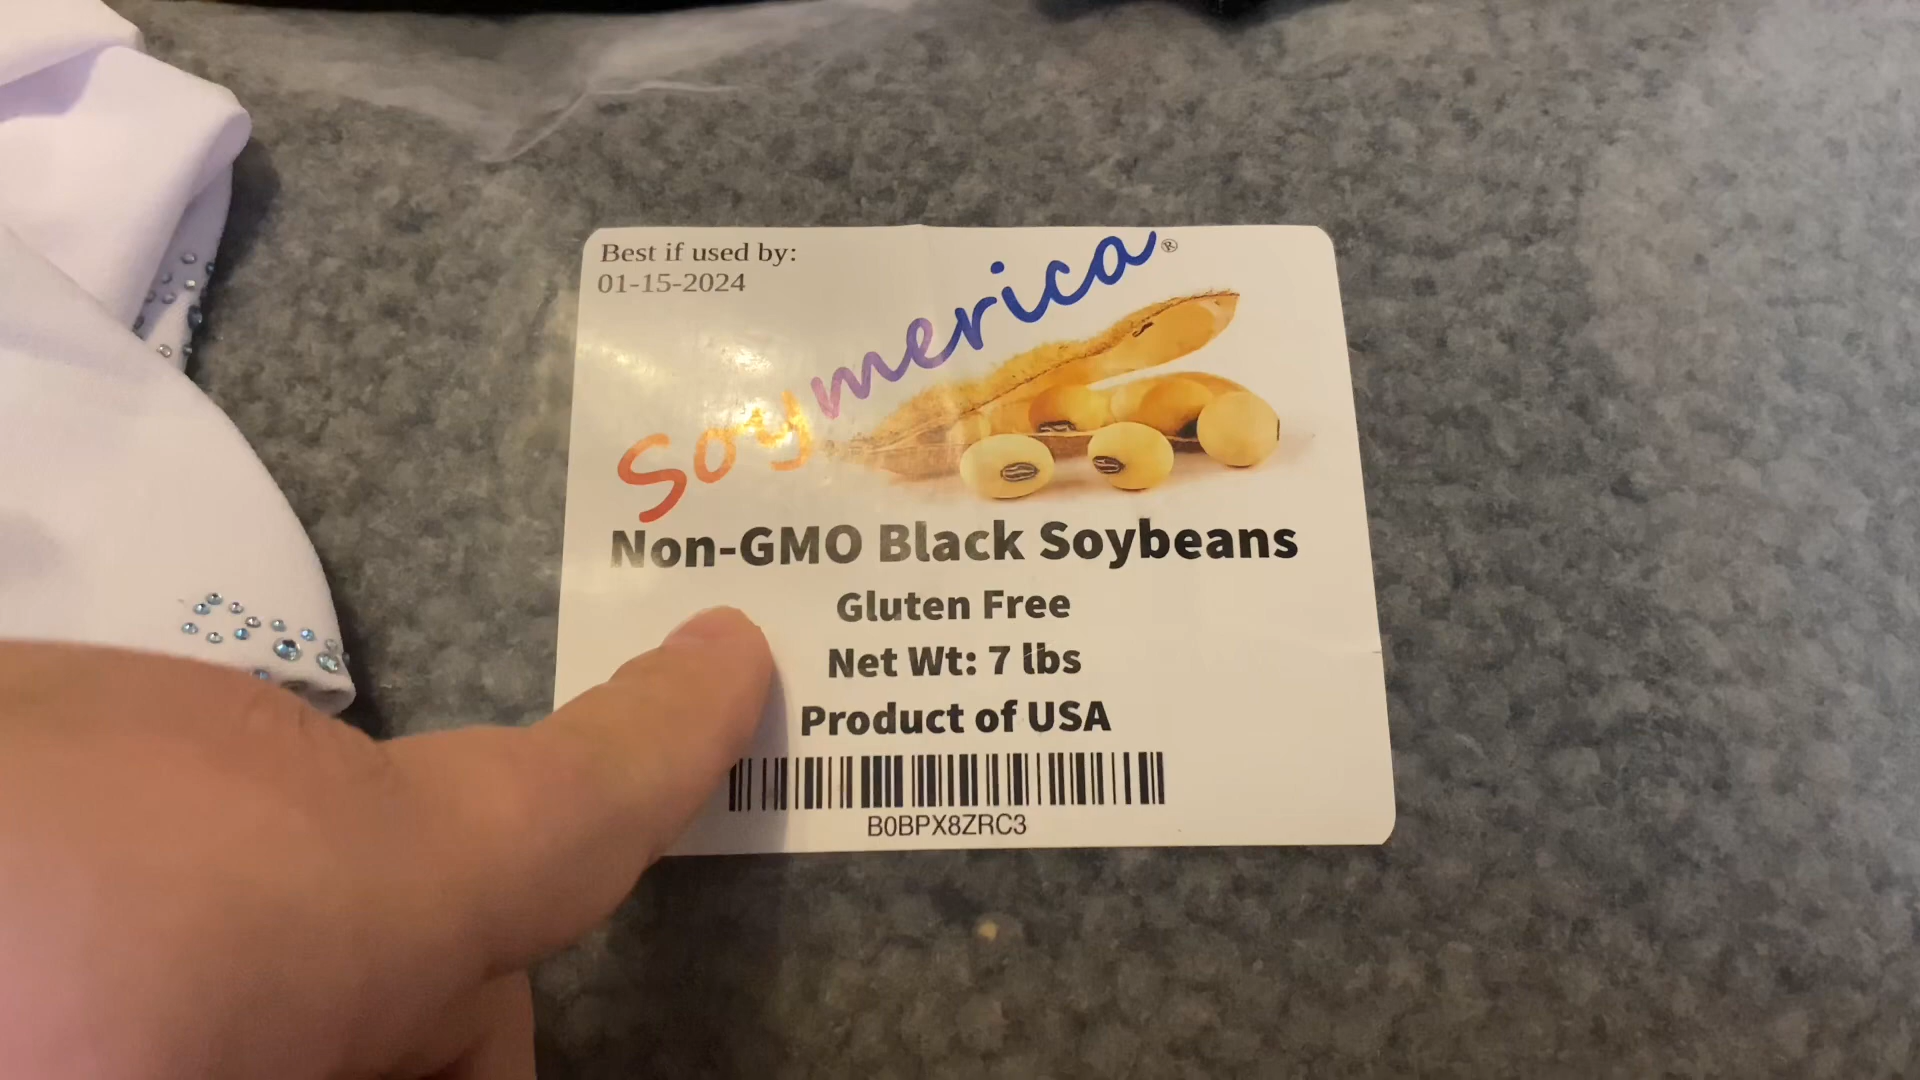 Best if used by:
01-15-2024
Soymerica®
Non-GMO Black Soybeans
Gluten Free
Net Wt: 7 lbs
Product of USA
B0BPX8ZRC3